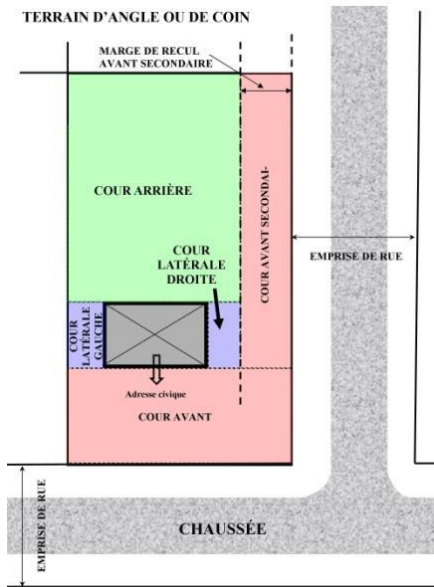 TERRAIN D'ANGLE OU DE COIN
MARGE DE RECUL
AVANT SECONDAIRE
COUR ARRIÈRE
COUR AVANT SECONDAI-
EMPRISE DE RUE
COUR
LATÉRALE
DROITE
COUR
LATÉRALE
GAUCHE
Adresse civique
COUR AVANT
EMPRISE DE RUE
CHAUSSÉE